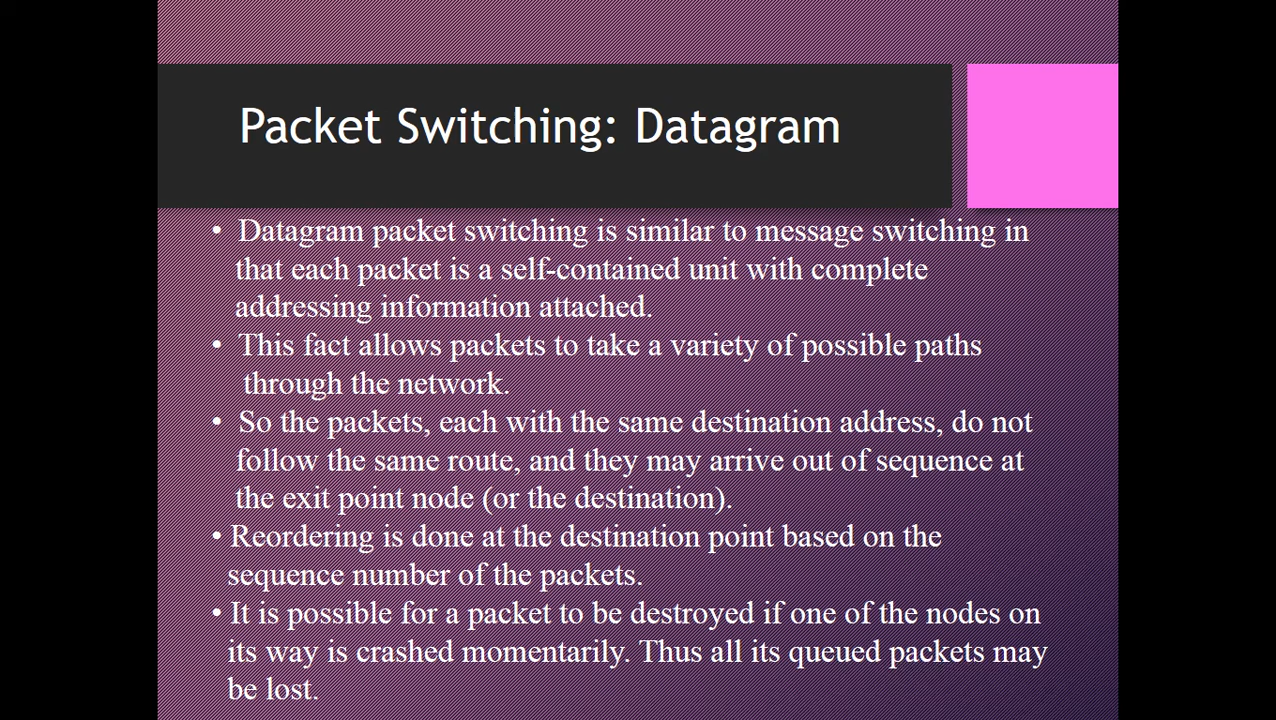 Packet Switching: Datagram
• Datagram packet switching is similar to message switching in
that each packet is a self-contained unit with complete
addressing information attached.
• This fact allows packets to take a variety of possible paths
through the network.
• So the packets, each with the same destination address, do not
follow the same route, and they may arrive out of sequence at
the exit point node (or the destination).
• Reordering is done at the destination point based on the
sequence number of the packets.
• It is possible for a packet to be destroyed if one of the nodes on
its way is crashed momentarily. Thus all its queued packets may
be lost.